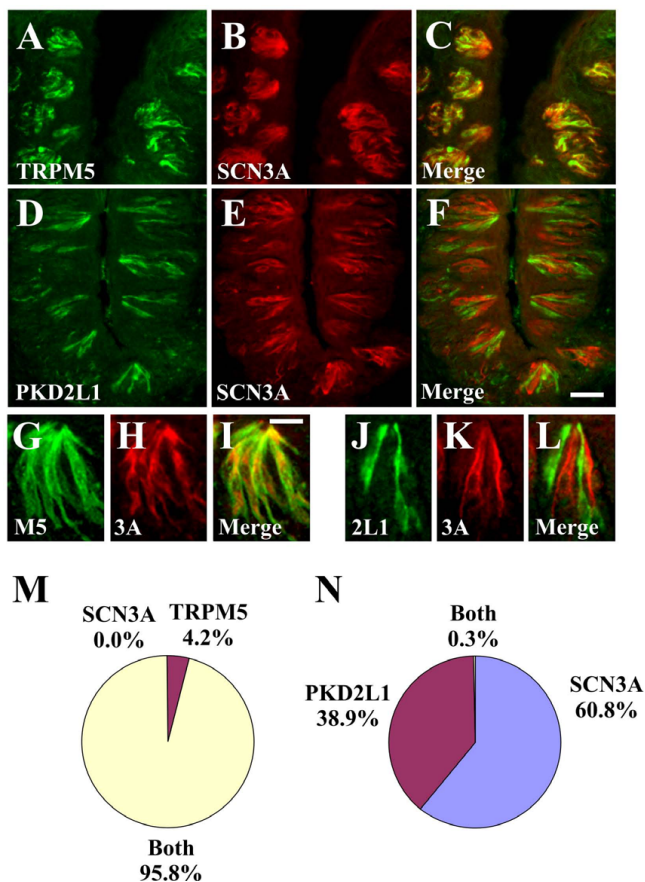 A
B
C
TRPM5
SCN3A
Merge
D
E
F
PKD2L1
SCN3A
Merge
G
H
I
J
K
L
M5
3A
Merge
2L1
3A
Merge
M
N
SCN3A
0.0%
TRPM5
4.2%
Both
95.8%
Both
0.3%
PKD2L1
38.9%
SCN3A
60.8%